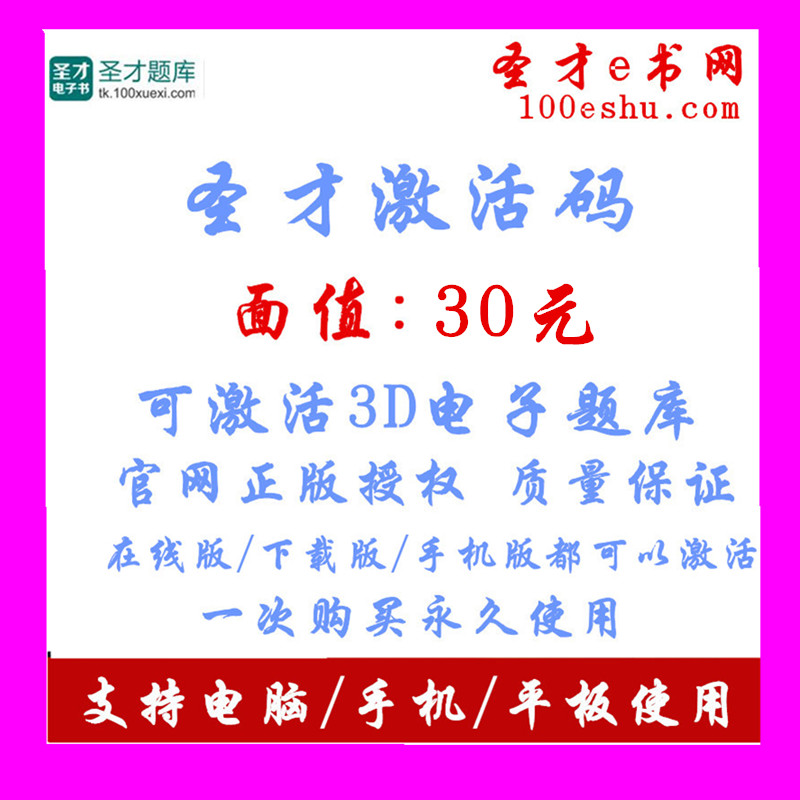 圣才电子书
圣才题库
tk.100xuexi.com
圣才e书网
100eshu.com
圣才激活码
面值：30元
可激活3D电子题库
官网正版授权 质量保证
在线版/下载版/手机版都可以激活
一次购买永久使用
支持电脑/手机/平板使用